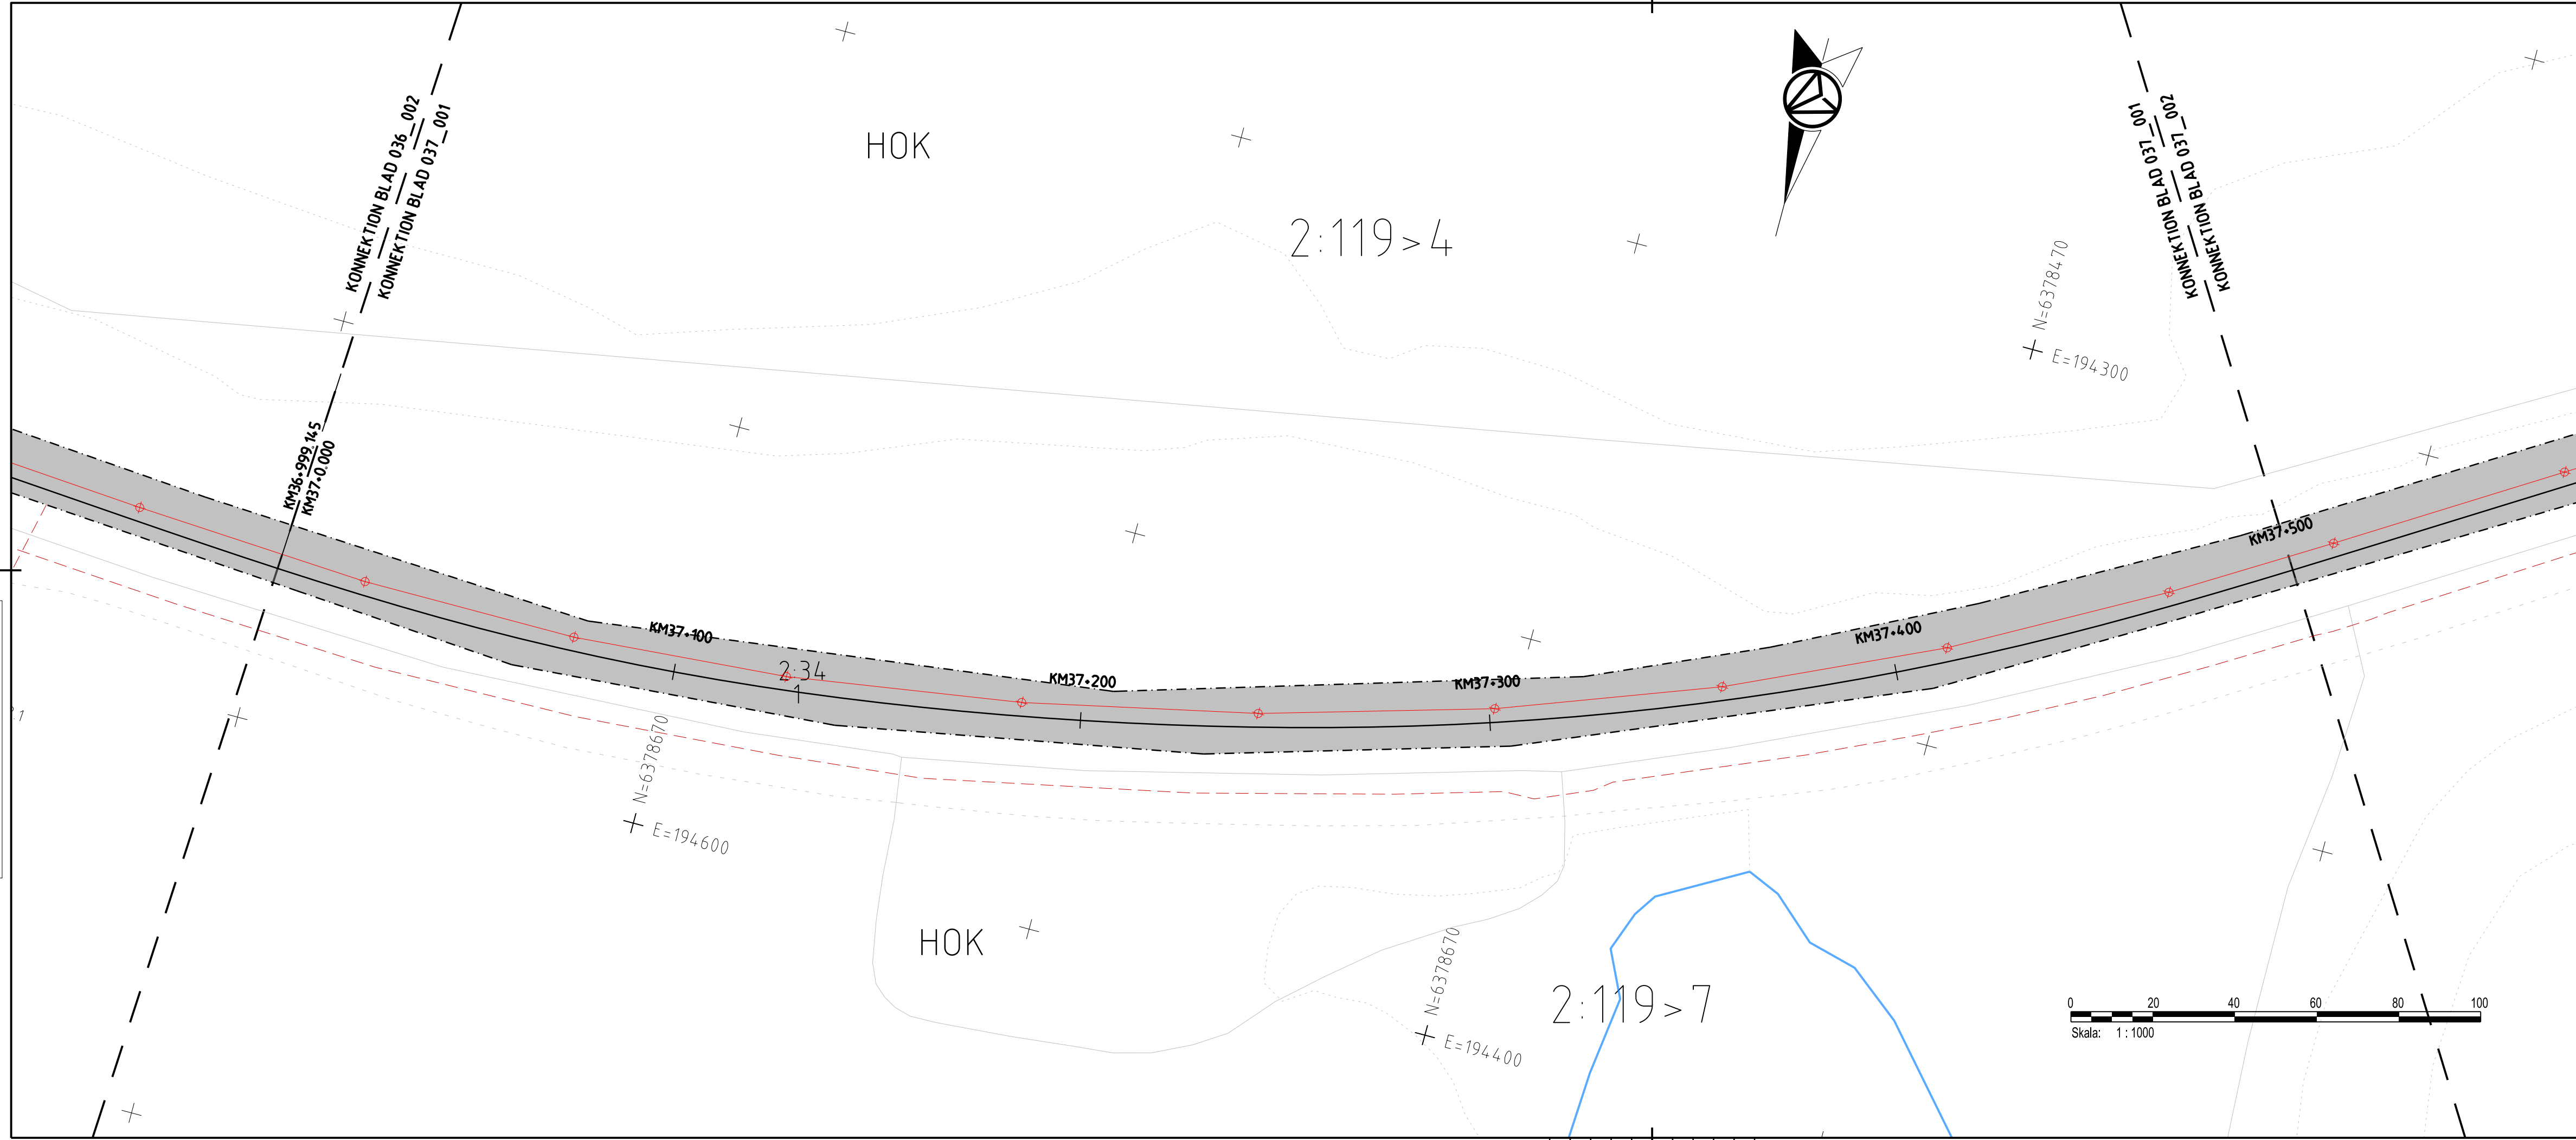 KONNEKTION BLAD 036_002
KONNEKTION BLAD 037_001
HOK
2:119>4
KONNEKTION BLAD 037_001
KONNEKTION BLAD 037_002
N=6378470
E=194300
KM36+999.145
KM37+0.000
KM37+100
2:34
1
KM37+200
KM37+300
KM37+400
KM37+500
N=6378670
E=194600
HOK
N=6378670
E=194400
2:119>7
0 20 40 60 80 100
Skala: 1 : 1000